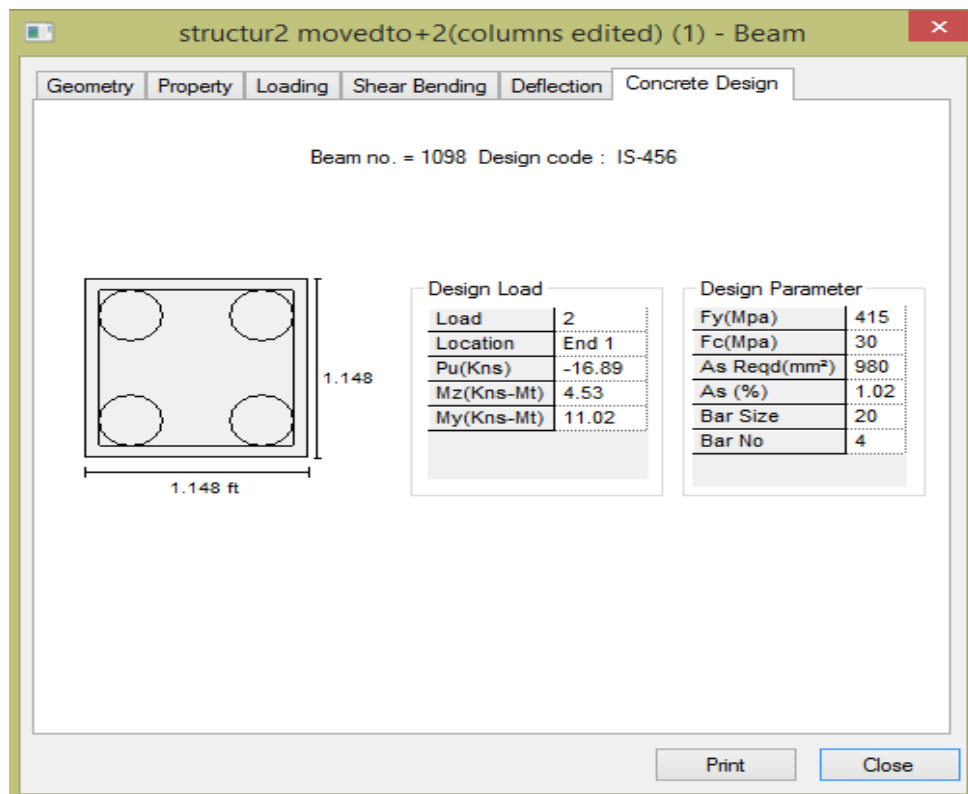 structur2 movedto+2(columns edited) (1) - Beam
Geometry Property Loading Shear Bending Deflection Concrete Design
Beam no. = 1098 Design code : IS-456
1.148
1.148 ft
Design Load
Load 2
Location End 1
Pu(Kns) -16.89
Mz(Kns-Mt) 4.53
My(Kns-Mt) 11.02
Design Parameter
Fy(Mpa) 415
Fc(Mpa) 30
As Reqd(mm²) 980
As (%) 1.02
Bar Size 20
Bar No 4
Print Close